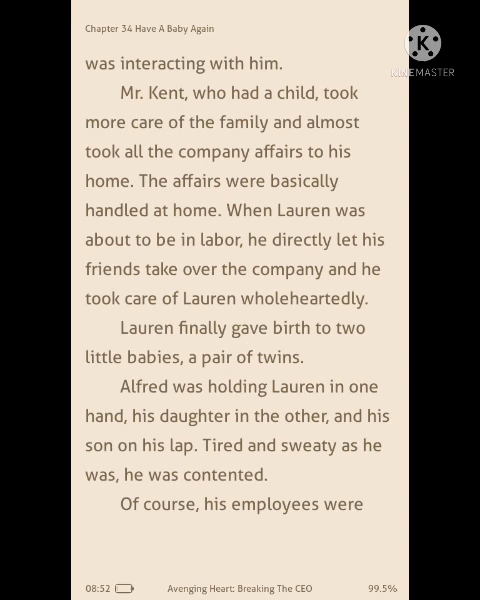 Chapter 34 Have A Baby Again
K
KINEMASTER
was interacting with him.
Mr. Kent, who had a child, took
more care of the family and almost
took all the company affairs to his
home. The affairs were basically
handled at home. When Lauren was
about to be in labor, he directly let his
friends take over the company and he
took care of Lauren wholeheartedly.
Lauren finally gave birth to two
little babies, a pair of twins.
Alfred was holding Lauren in one
hand, his daughter in the other, and his
son on his lap. Tired and sweaty as he
was, he was contented.
Of course, his employees were
08:52 Avenging Heart: Breaking The CEO 99.5%